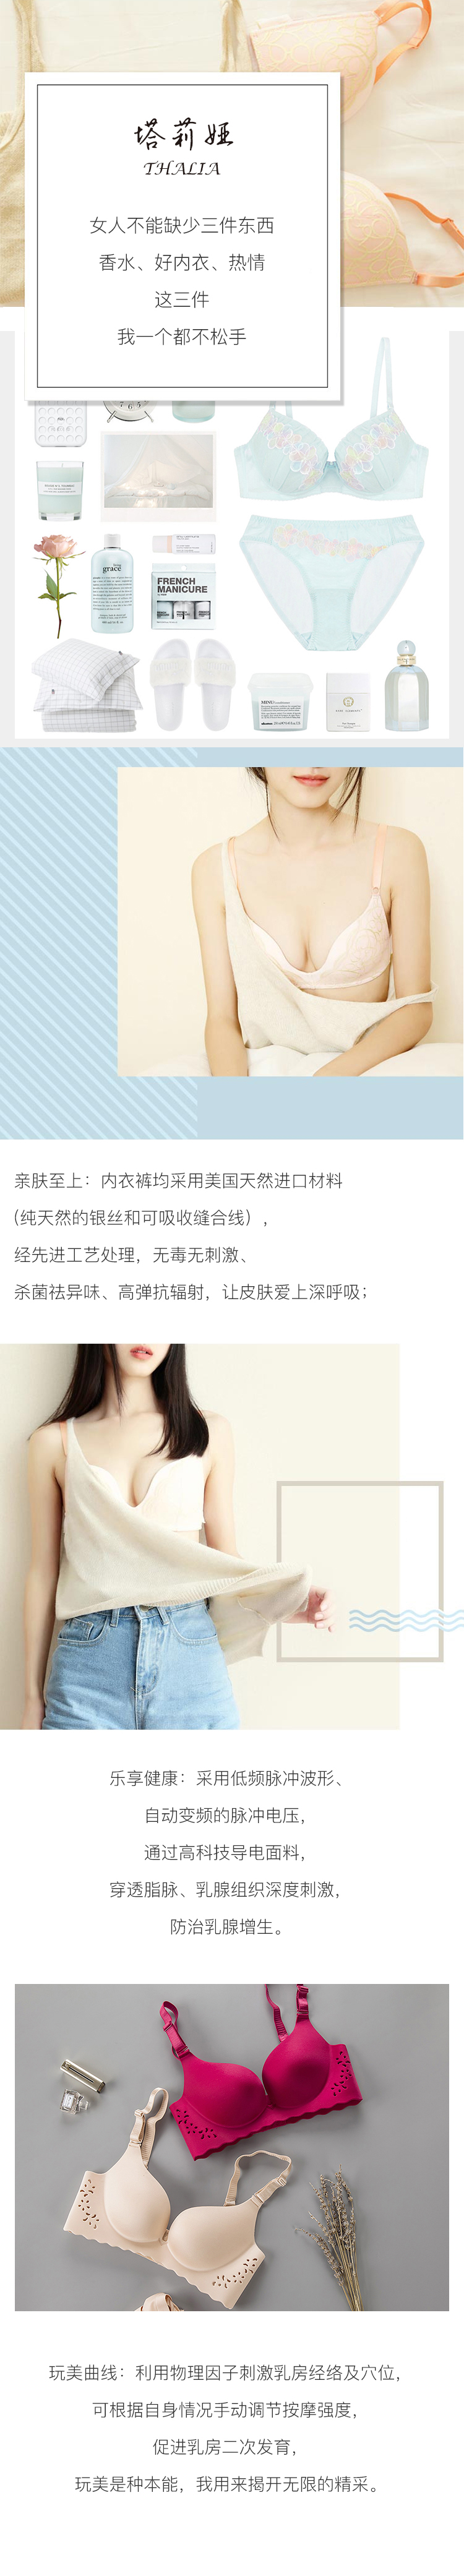 塔莉娅
THALIA
女人不能缺少三件东西
香水、好内衣、热情
这三件
我一个都不松手
grace
FRENCH
MANICURE
MINU
亲肤至上：内衣裤均采用美国天然进口材料
(纯天然的银丝和可吸收缝合线），
经先进工艺处理，无毒无刺激、
杀菌祛异味、高弹抗辐射，让皮肤爱上深呼吸；
乐享健康：采用低频脉冲波形、
自动变频的脉冲电压，
通过高科技导电面料，
穿透脂脉、乳腺组织深度刺激，
防治乳腺增生。
玩美曲线：利用物理因子刺激乳房经络及穴位，
可根据自身情况手动调节按摩强度，
促进乳房二次发育，
玩美是种本能，我用来揭开无限的精采。